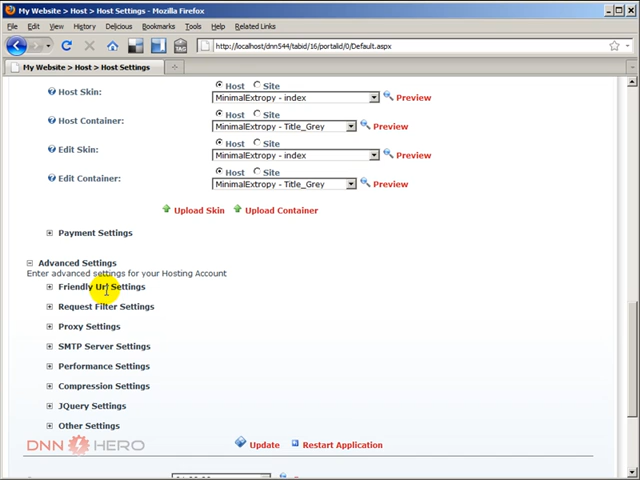 My Website > Host > Host Settings - Mozilla Firefox
File Edit View History Delicious Bookmarks Tools Related Links
TAG http://localhost/dnn544/tabid/16/portalid/0/Default.aspx
My Website > Host > Host Settings
Host Site
Host Skin: MinimalExtropy - index Preview
Host Site
Host Container: MinimalExtropy - Title_Grey Preview
Host Site
Edit Skin: MinimalExtropy - index Preview
Host Site
Edit Container: MinimalExtropy - Title_Grey Preview
Upload Skin Upload Container
Payment Settings
Advanced Settings
Enter advanced settings for your Hosting Account
Friendly Url Settings
Request Filter Settings
Proxy Settings
SMTP Server Settings
Performance Settings
Compression Settings
JQuery Settings
Other Settings
DNN HERO
Update Restart Application